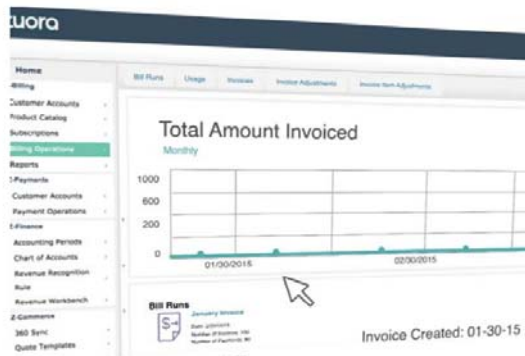 zuora
Home
Z-Billing
Customer Accounts
Product Catalog
Subscriptions
Billing Operations
Reports
Z-Payments
Customer Accounts
Payment Operations
Z-Finance
Accounting Periods
Chart of Accounts
Revenue Recognition
Rule
Revenue Workbench
Z-Commerce
360 Sync
Quote Templates
Bill Runs Usage Invoices Invoice Adjustments Invoice Item Adjustments
Total Amount Invoiced
Monthly
1000
600
200
0
01/30/2015 02/30/2015
Bill Runs
January Invoice
Invoice Created: 01-30-15